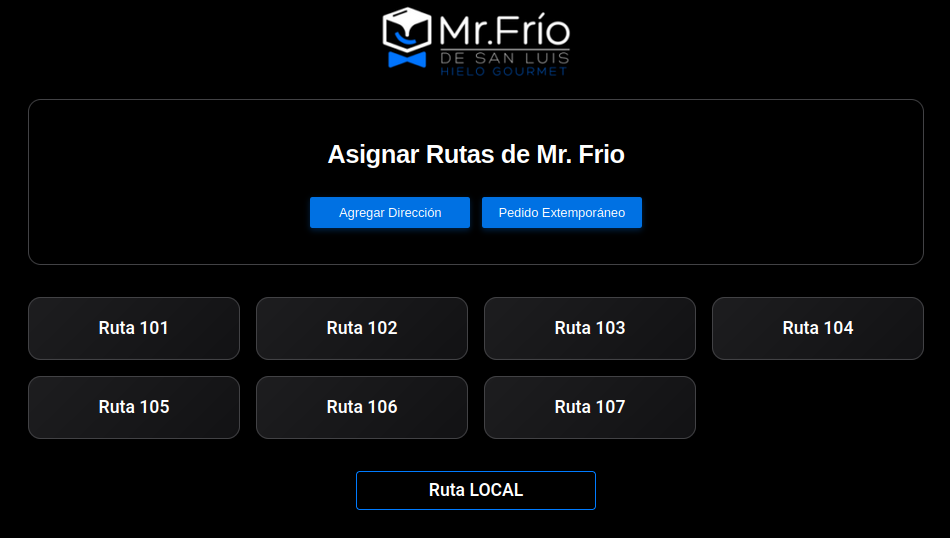 Mr.Frío
DE SAN LUIS
HIELO GOURMET
Asignar Rutas de Mr. Frio
Agregar Dirección
Pedido Extemporáneo
Ruta 101
Ruta 102
Ruta 103
Ruta 104
Ruta 105
Ruta 106
Ruta 107
Ruta LOCAL